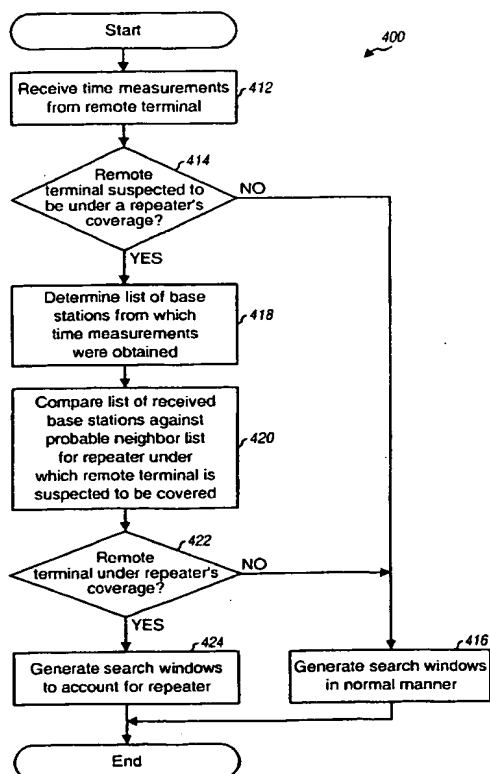 Start
400
Receive time measurements
from remote terminal
412
414
Remote
terminal suspected to
be under a repeater's
coverage?
NO
YES
Determine list of base
stations from which
time measurements
were obtained
418
Compare list of received
base stations against
probable neighbor list
for repeater under
which remote terminal is
suspected to be covered
420
422
Remote
terminal under repeater's
coverage?
NO
YES
424
Generate search windows
to account for repeater
416
Generate search windows
in normal manner
End